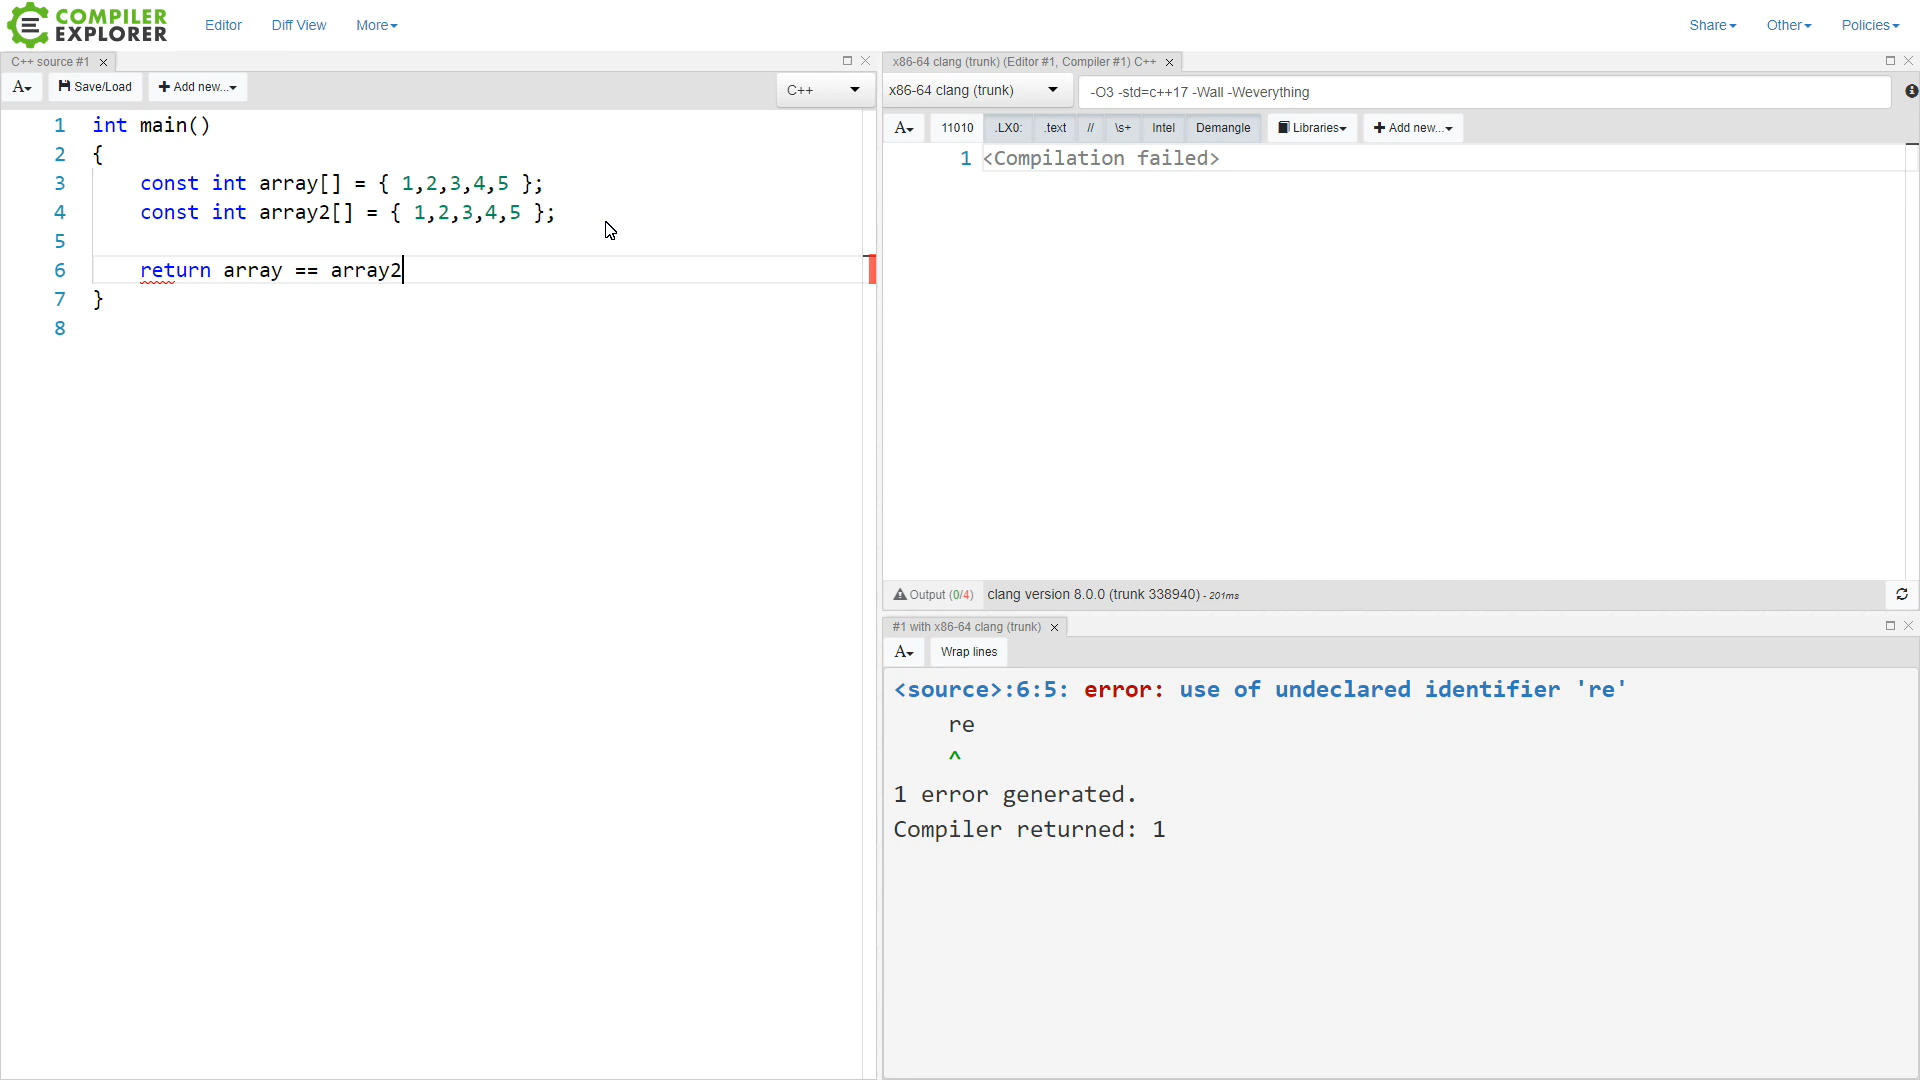 COMPILER
EXPLORER
Editor
Diff View
More
Share
Other
Policies
C++ source #1
A
Save/Load
Add new...
C++
1 int main()
2 {
3     const int array[] = { 1,2,3,4,5 };
4     const int array2[] = { 1,2,3,4,5 };
5
6     return array == array2
7 }
8
x86-64 clang (trunk) (Editor #1, Compiler #1) C++
x86-64 clang (trunk)
-O3 -std=c++17 -Wall -Weverything
A
11010
.LX0:
.text
//
\s+
Intel
Demangle
Libraries
Add new...
1 <Compilation failed>
Output (0/4)
clang version 8.0.0 (trunk 338940) - 201ms
#1 with x86-64 clang (trunk)
A
Wrap lines
<source>:6:5: error: use of undeclared identifier 're'
    re
    ^
1 error generated.
Compiler returned: 1